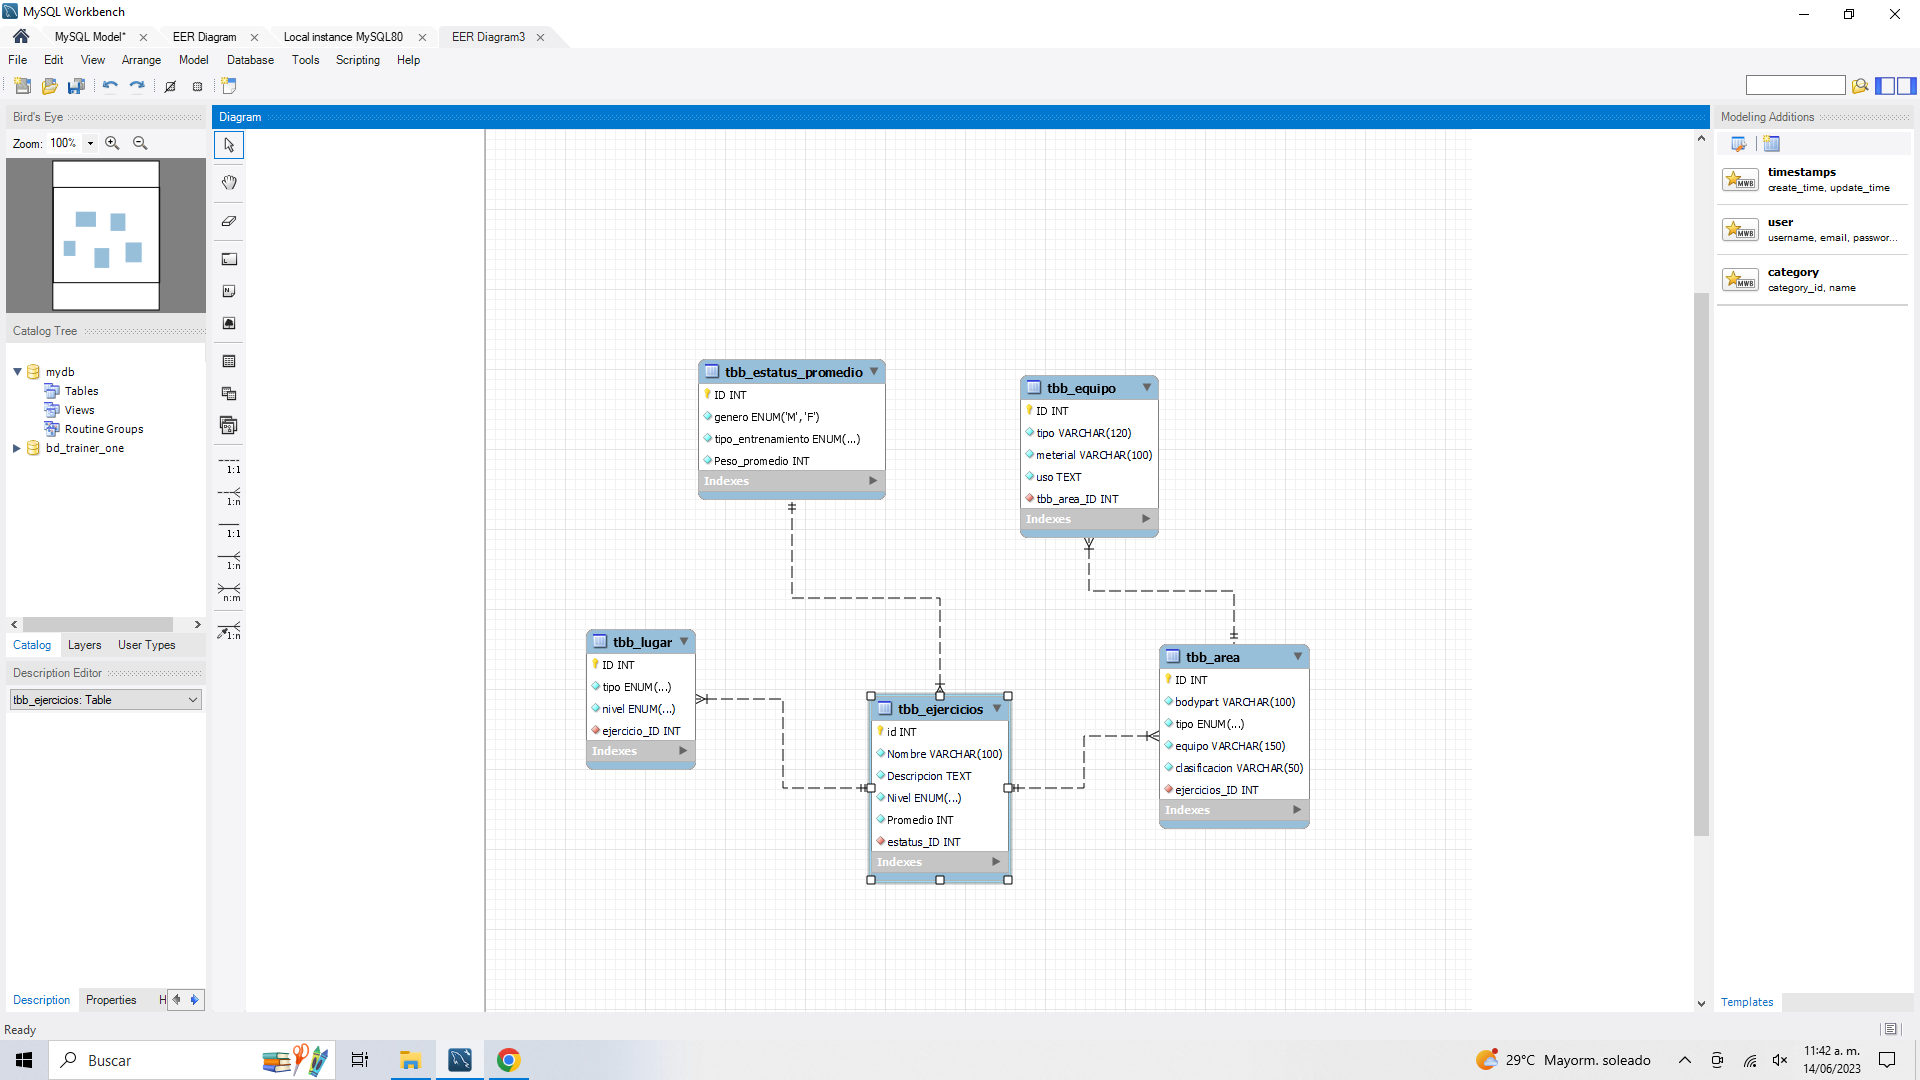 MySQL Workbench
MySQL Model*
EER Diagram
Local instance MySQL80
EER Diagram3
File
Edit
View
Arrange
Model
Database
Tools
Scripting
Help
Bird's Eye
Zoom: 100%
Catalog Tree
mydb
Tables
Views
Routine Groups
bd_trainer_one
Catalog
Layers
User Types
Description Editor
tbb_ejercicios: Table
Description
Properties
H
Diagram
1:1
1:n
1:1
1:n
n:m
1:n
tbb_estatus_promedio
ID INT
genero ENUM('M', 'F')
tipo_entrenamiento ENUM(...)
Peso_promedio INT
Indexes
tbb_equipo
ID INT
tipo VARCHAR(120)
meterial VARCHAR(100)
uso TEXT
tbb_area_ID INT
Indexes
tbb_lugar
ID INT
tipo ENUM(...)
nivel ENUM(...)
ejercicio_ID INT
Indexes
tbb_ejercicios
id INT
Nombre VARCHAR(100)
Descripcion TEXT
Nivel ENUM(...)
Promedio INT
estatus_ID INT
Indexes
tbb_area
ID INT
bodypart VARCHAR(100)
tipo ENUM(...)
equipo VARCHAR(150)
clasificacion VARCHAR(50)
ejercicios_ID INT
Indexes
Modeling Additions
MWB
timestamps
create_time, update_time
MWB
user
username, email, passwor...
MWB
category
category_id, name
Templates
Ready
Buscar
29°C Mayorm. soleado
11:42 a. m.
14/06/2023